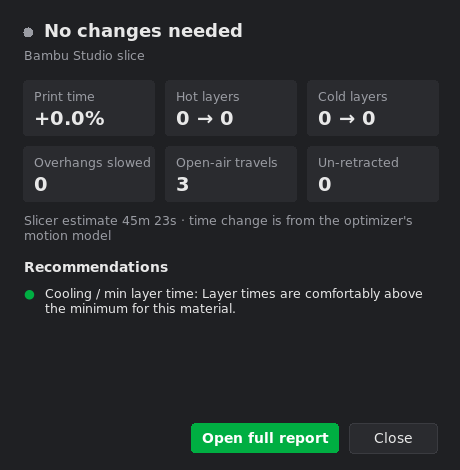 No changes needed
Bambu Studio slice
Print time
+0.0%
Hot layers
0 → 0
Cold layers
0 → 0
Overhangs slowed
0
Open-air travels
3
Un-retracted
0
Slicer estimate 45m 23s · time change is from the optimizer's
motion model
Recommendations
Cooling / min layer time: Layer times are comfortably above
the minimum for this material.
Open full report
Close